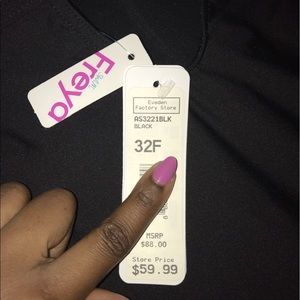 Freya
Eveden
Factory Store
AS3221BLK
BLACK
32F
MSRP
$88.00
Store Price
$59.99